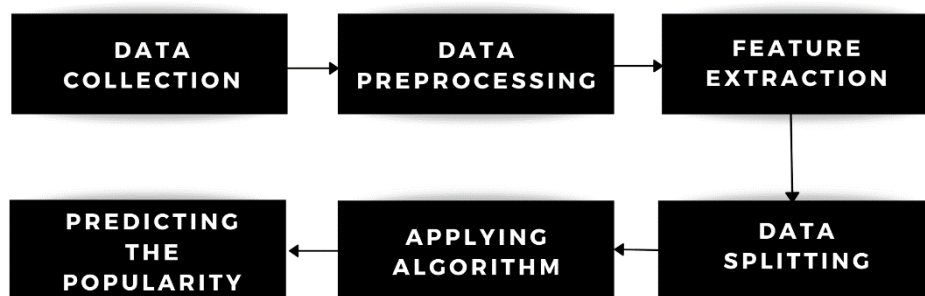 DATA
COLLECTION
DATA
PREPROCESSING
FEATURE
EXTRACTION
DATA
SPLITTING
APPLYING
ALGORITHM
PREDICTING
THE
POPULARITY